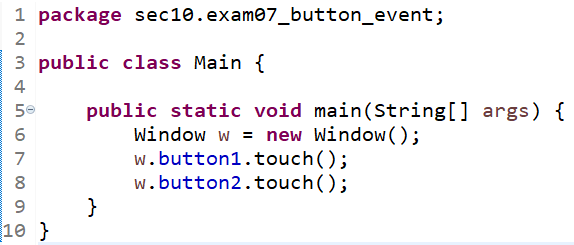 1 package sec10.exam07_button_event;
2
3 public class Main {
4
5     public static void main(String[] args) {
6         Window w = new Window();
7         w.button1.touch();
8         w.button2.touch();
9     }
10 }